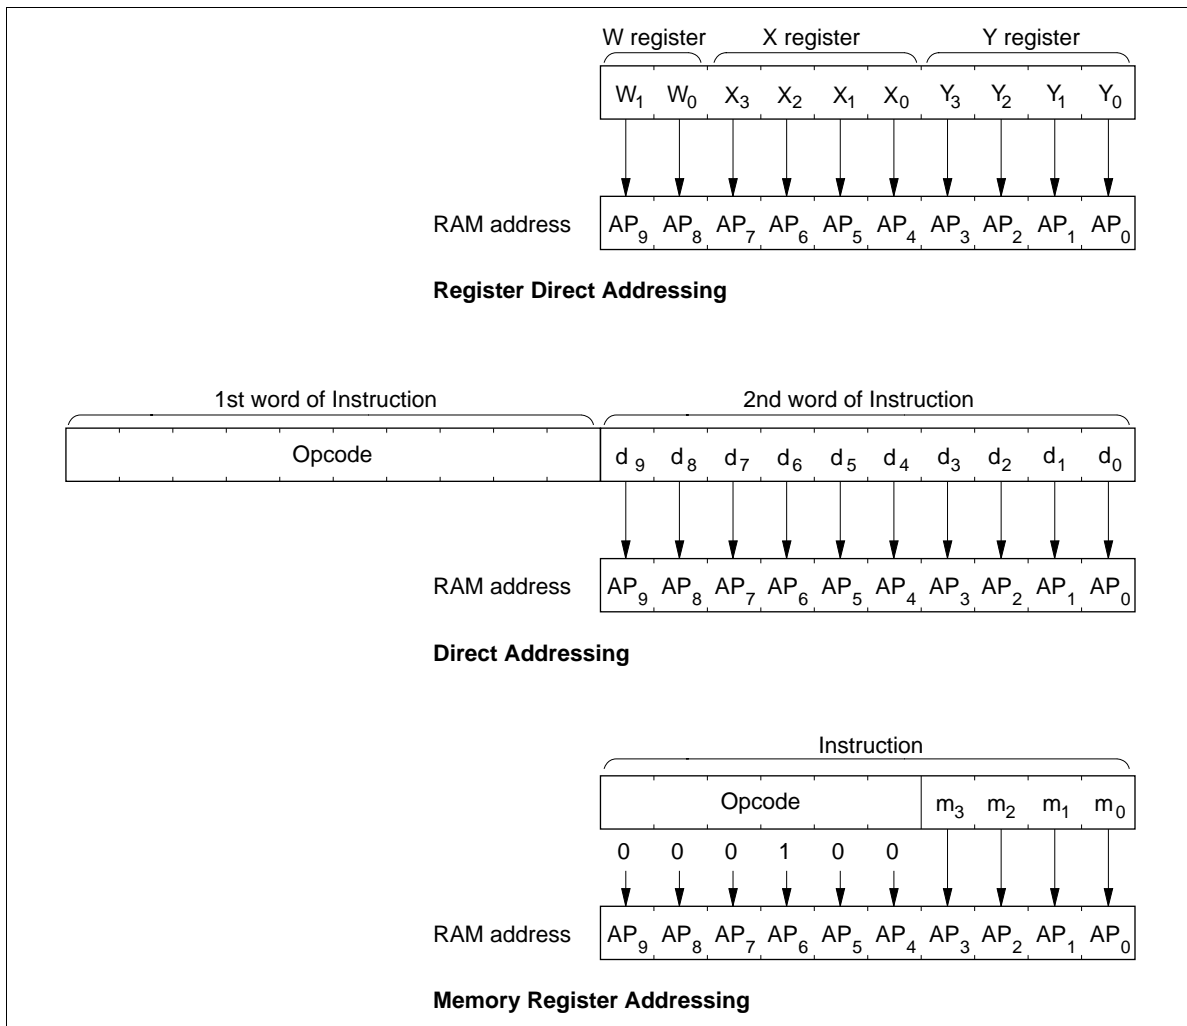 W register X register Y register
W1 W0 X3 X2 X1 X0 Y3 Y2 Y1 Y0
RAM address AP9 AP8 AP7 AP6 AP5 AP4 AP3 AP2 AP1 AP0
Register Direct Addressing
1st word of Instruction 2nd word of Instruction
Opcode d9 d8 d7 d6 d5 d4 d3 d2 d1 d0
RAM address AP9 AP8 AP7 AP6 AP5 AP4 AP3 AP2 AP1 AP0
Direct Addressing
Instruction
Opcode m3 m2 m1 m0
0 0 0 1 0 0
RAM address AP9 AP8 AP7 AP6 AP5 AP4 AP3 AP2 AP1 AP0
Memory Register Addressing